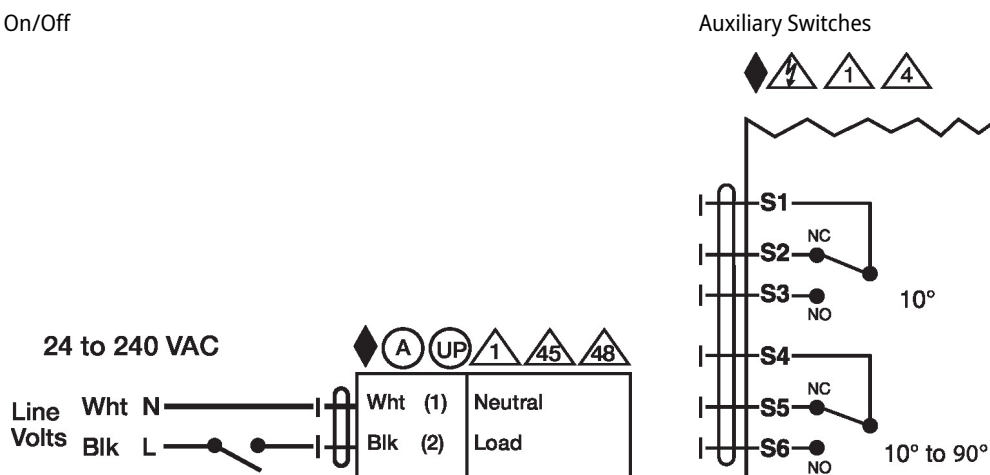 On/Off
24 to 240 VAC
A UP 1 45 48
Line Volts
Wht N
Blk L
Wht (1) Neutral
Blk (2) Load
Auxiliary Switches
1 4
S1
NC
S2
S3
NO
10°
S4
NC
S5
S6
NO
10° to 90°